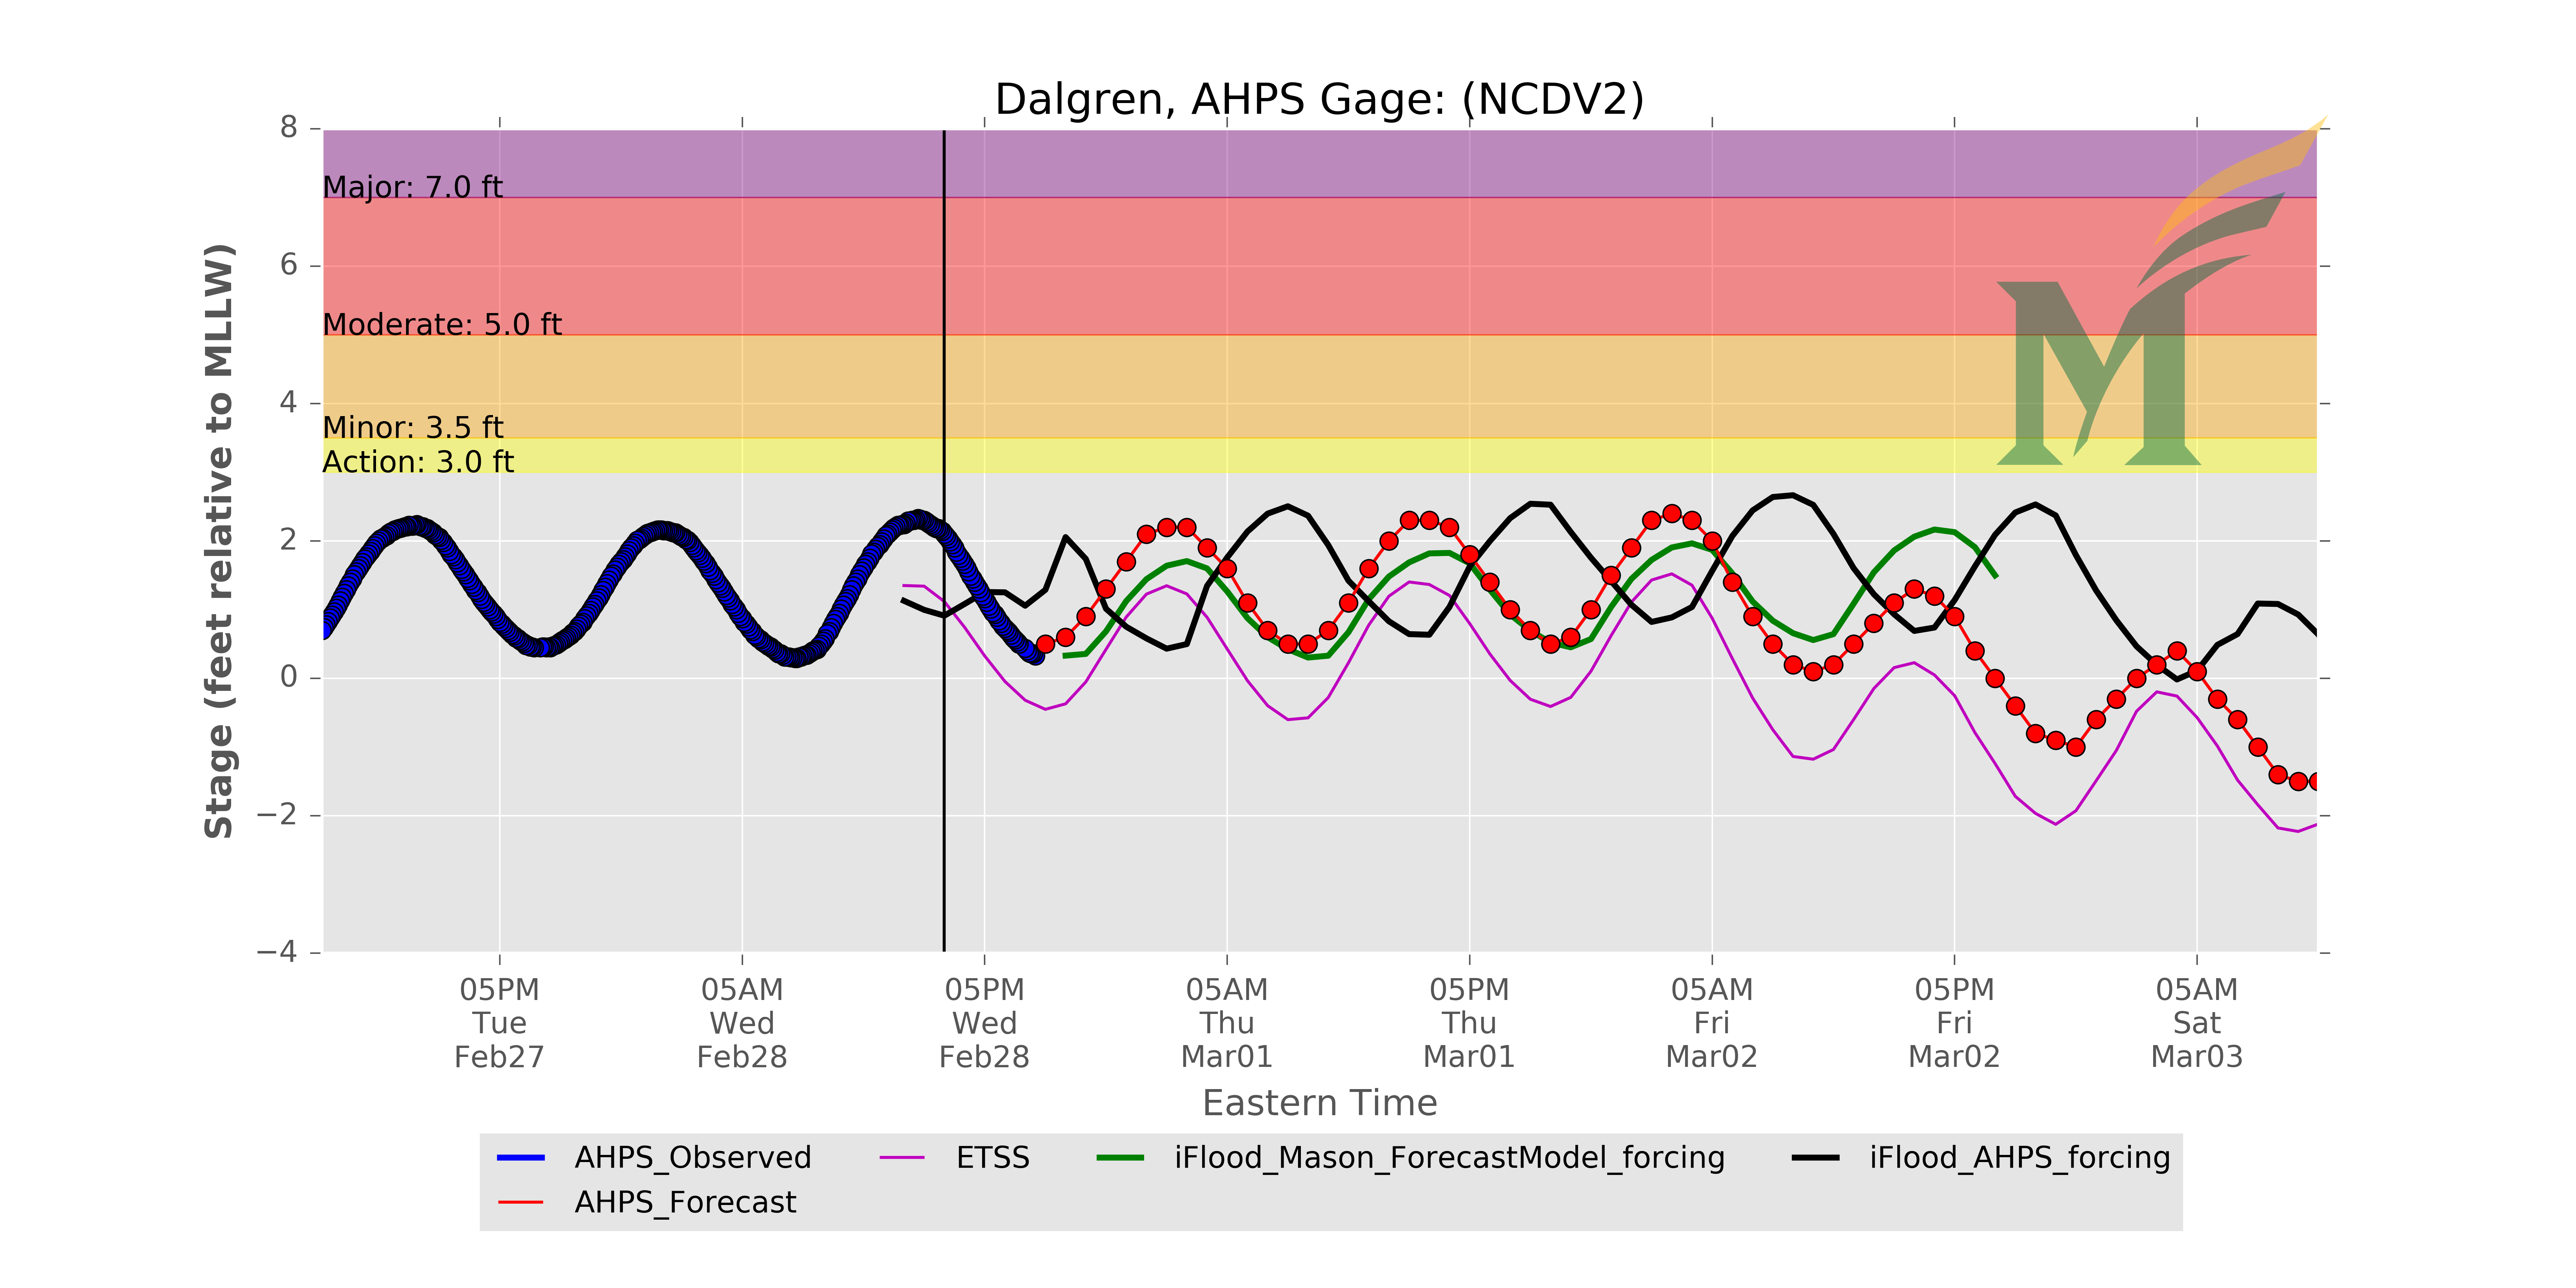 Dalgren, AHPS Gage: (NCDV2)
8
Major: 7.0 ft
6
Moderate: 5.0 ft
4
Minor: 3.5 ft
Action: 3.0 ft
2
0
−2
−4
Stage (feet relative to MLLW)
05PM 05AM 05PM 05AM 05PM 05AM 05PM 05AM
Tue Wed Wed Thu Thu Fri Fri Sat
Feb27 Feb28 Feb28 Mar01 Mar01 Mar02 Mar02 Mar03
Eastern Time
AHPS_Observed ETSS iFlood_Mason_ForecastModel_forcing iFlood_AHPS_forcing
AHPS_Forecast
M